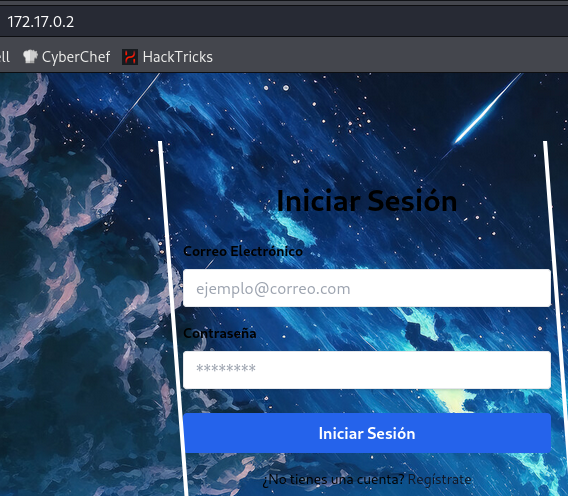 172.17.0.2
ell CyberChef HackTricks
Iniciar Sesión
Correo Electrónico
ejemplo@correo.com
Contraseña
********
Iniciar Sesión
¿No tienes una cuenta? Regístrate